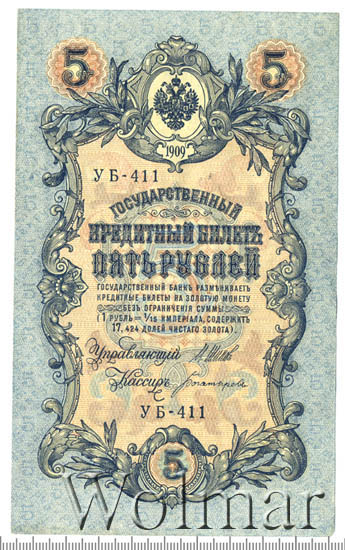 5 5
1909
УБ-411
ГОСУДАРСТВЕННЫЙ
КРЕДИТНЫЙ БИЛЕТЪ
ПЯТЬ РУБЛЕЙ
ГОСУДАРСТВЕННЫЙ БАНКЪ РАЗМѢНИВАЕТЪ
КРЕДИТНЫЕ БИЛЕТЫ НА ЗОЛОТУЮ МОНЕТУ
БЕЗЪ ОГРАНИЧЕНІЯ СУММЫ
(1 РУБЛЬ = 1/15 ИМПЕРІАЛА, СОДЕРЖИТЪ
17,424 ДОЛЕЙ ЧИСТАГО ЗОЛОТА).
Управляющій
Кассиръ
УБ-411
5
Wolmar